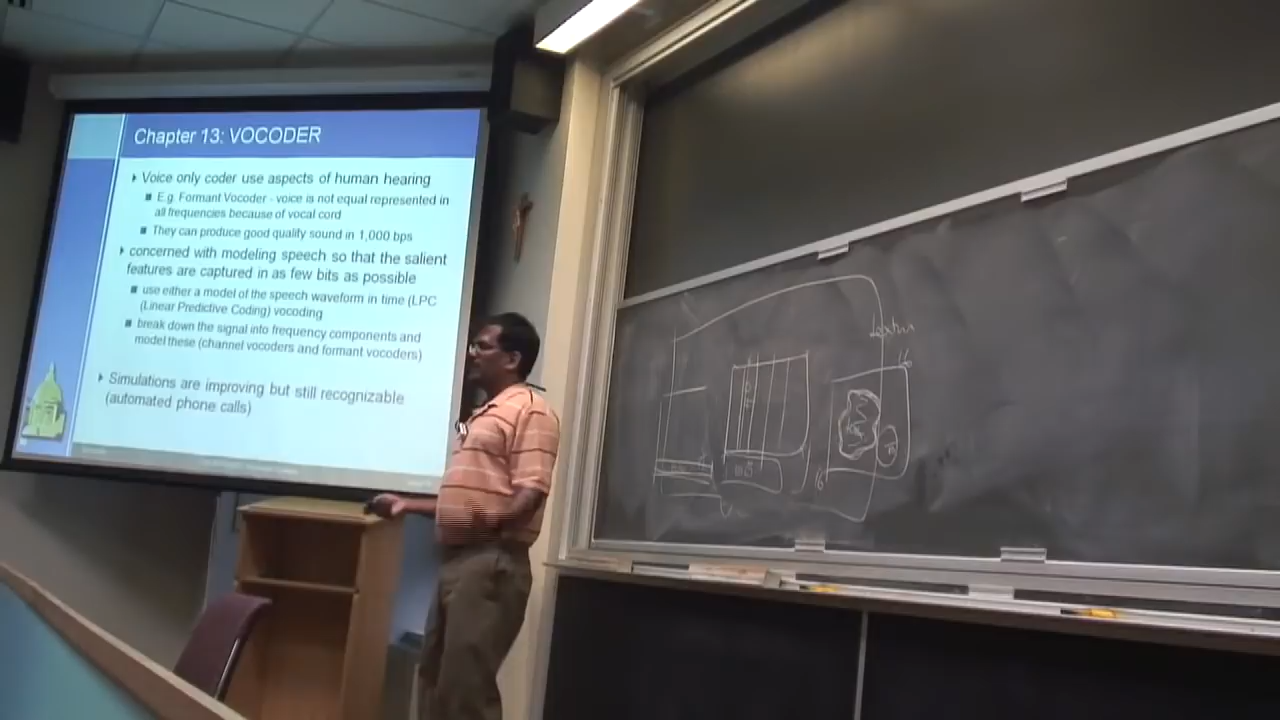 Chapter 13: VOCODER
Voice only coder use aspects of human hearing
E.g. Formant Vocoder - voice is not equal represented in
all frequencies because of vocal cord
They can produce good quality sound in 1,000 bps
concerned with modeling speech so that the salient
features are captured in as few bits as possible
use either a model of the speech waveform in time (LPC
(Linear Predictive Coding) vocoding
break down the signal into frequency components and
model these (channel vocoders and formant vocoders)
Simulations are improving but still recognizable
(automated phone calls)
16